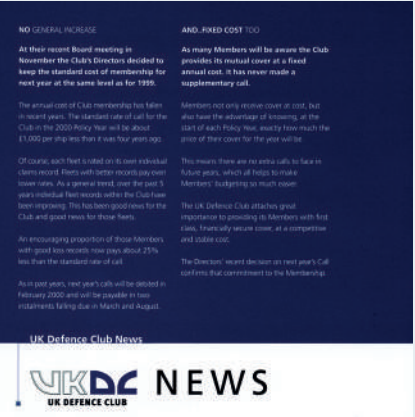 NO GENERAL INCREASE
At their recent Board meeting in
November the Club's Directors decided to
keep the standard cost of membership for
next year at the same level as for 1999.
The annual cost of Club membership has fallen
in recent years. The standard rate of call for the
Club in the 2000 Policy Year will be about
£1,000 per ship less than it was four years ago.
Of course, each fleet is rated on its own individual
claims record. Fleets with better records pay even
lower rates. As a general trend, over the past 5
years individual fleet records within the Club have
been improving. This has been good news for the
Club and good news for those fleets.
An encouraging proportion of those Members
with good loss records now pays about 25%
less than the standard rate of call.
As in past years, next year's calls will be debited in
February 2000 and will be payable in two
instalments falling due in March and August.
AND..FIXED COST TOO
As many Members will be aware the Club
provides its mutual cover at a fixed
annual cost. It has never made a
supplementary call.
Members not only receive cover at cost, but
also have the advantage of knowing, at the
start of each Policy Year, exactly how much the
price of their cover for the year will be.
This means there are no extra calls to face in
future years, which all helps to make
Members' budgeting so much easier.
The UK Defence Club attaches great
importance to providing its Members with first
class, financially secure cover, at a competitive
and stable cost.
The Directors' recent decision on next year's Call
confirms that commitment to the Membership.
UK Defence Club News
UKDC NEWS
UK DEFENCE CLUB